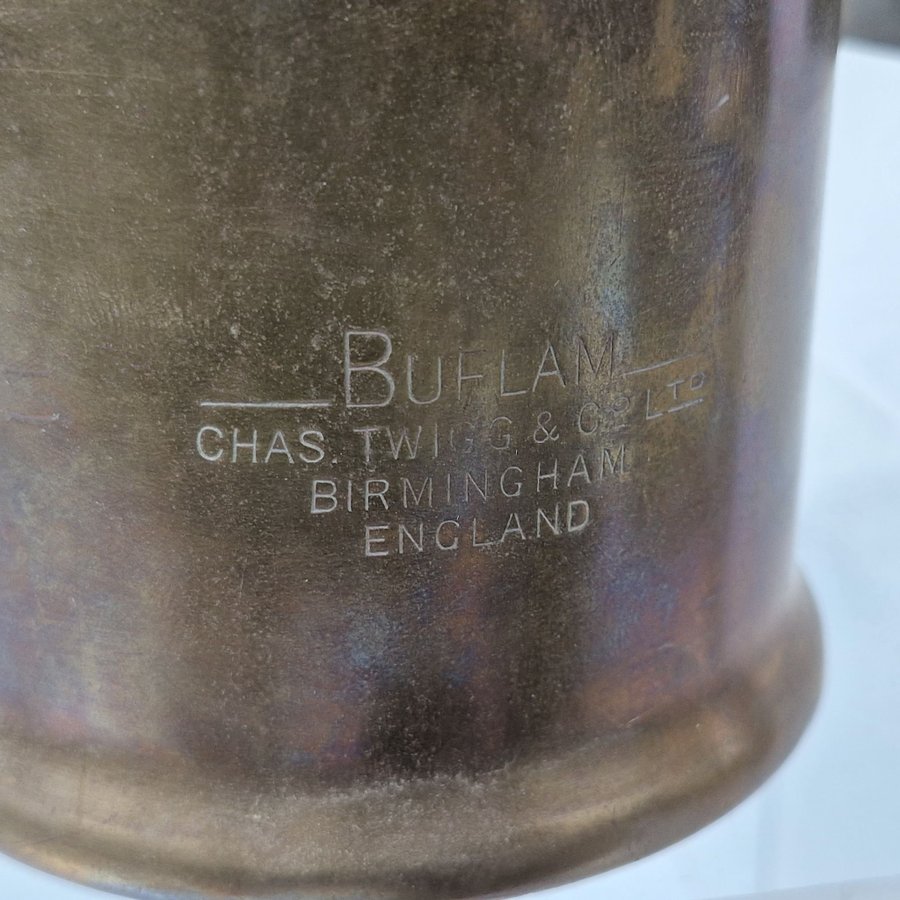 BUFLAM
CHAS. TWIGG & Co LTD
BIRMINGHAM
ENGLAND